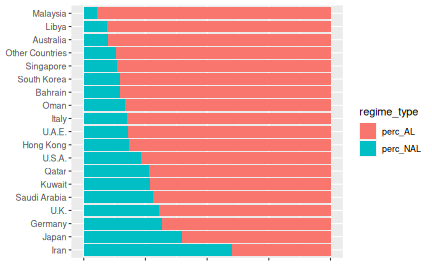 Malaysia
Libya
Australia
Other Countries
Singapore
South Korea
Bahrain
Oman
Italy
U.A.E.
Hong Kong
U.S.A.
Qatar
Kuwait
Saudi Arabia
U.K.
Germany
Japan
Iran
regime_type
perc_AL
perc_NAL